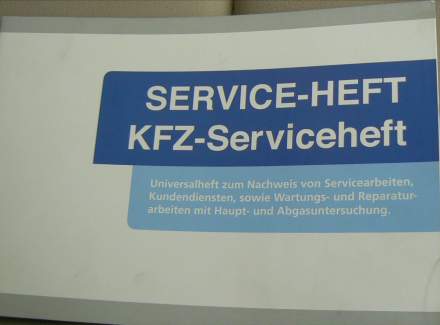 SERVICE-HEFT
KFZ-Serviceheft
Universalheft zum Nachweis von Servicearbeiten,
Kundendiensten, sowie Wartungs- und Reparatur-
arbeiten mit Haupt- und Abgasuntersuchung.